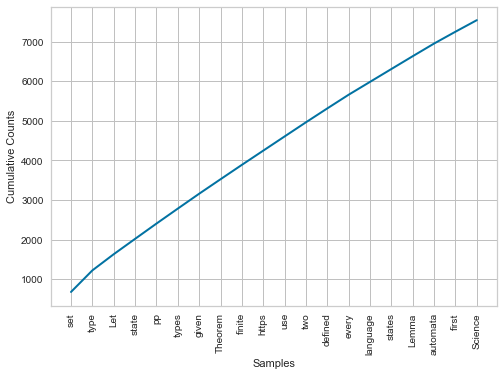 7000
6000
5000
4000
3000
2000
1000
Cumulative Counts
set
type
Let
state
pp
types
given
Theorem
finite
https
use
two
defined
every
language
states
Lemma
automata
first
Science
Samples